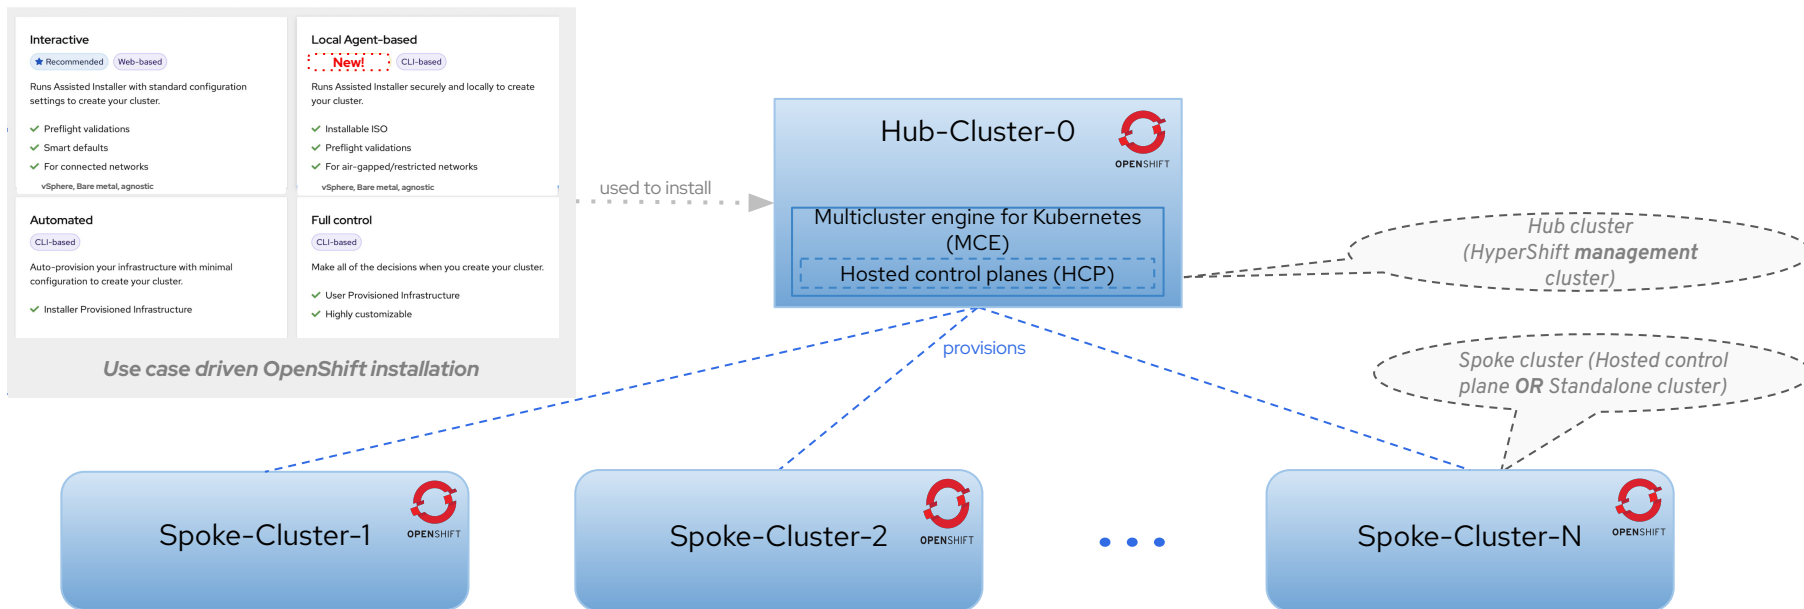 Interactive
Recommended Web-based
Runs Assisted Installer with standard configuration
settings to create your cluster.
Preflight validations
Smart defaults
For connected networks
vSphere, Bare metal, agnostic
Local Agent-based
New! CLI-based
Runs Assisted Installer securely and locally to create
your cluster.
Installable ISO
Preflight validations
For air-gapped/restricted networks
vSphere, Bare metal, agnostic
Automated
CLI-based
Auto-provision your infrastructure with minimal
configuration to create your cluster.
Installer Provisioned Infrastructure
Full control
CLI-based
Make all of the decisions when you create your cluster.
User Provisioned Infrastructure
Highly customizable
Use case driven OpenShift installation
used to install
Hub-Cluster-0
OPENSHIFT
Multicluster engine for Kubernetes
(MCE)
Hosted control planes (HCP)
Hub cluster
(HyperShift management
cluster)
provisions
Spoke cluster (Hosted control
plane OR Standalone cluster)
Spoke-Cluster-1
OPENSHIFT
Spoke-Cluster-2
OPENSHIFT
Spoke-Cluster-N
OPENSHIFT